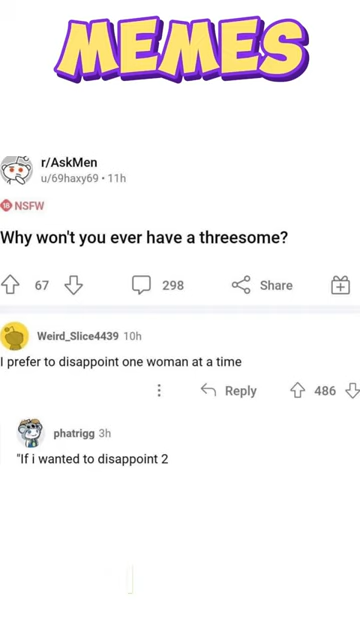 MEMES
r/AskMen
u/69haxy69 • 11h
18 NSFW
Why won't you ever have a threesome?
67
298
Share
Weird_Slice4439 10h
I prefer to disappoint one woman at a time
Reply
486
phatrigg 3h
"If i wanted to disappoint 2